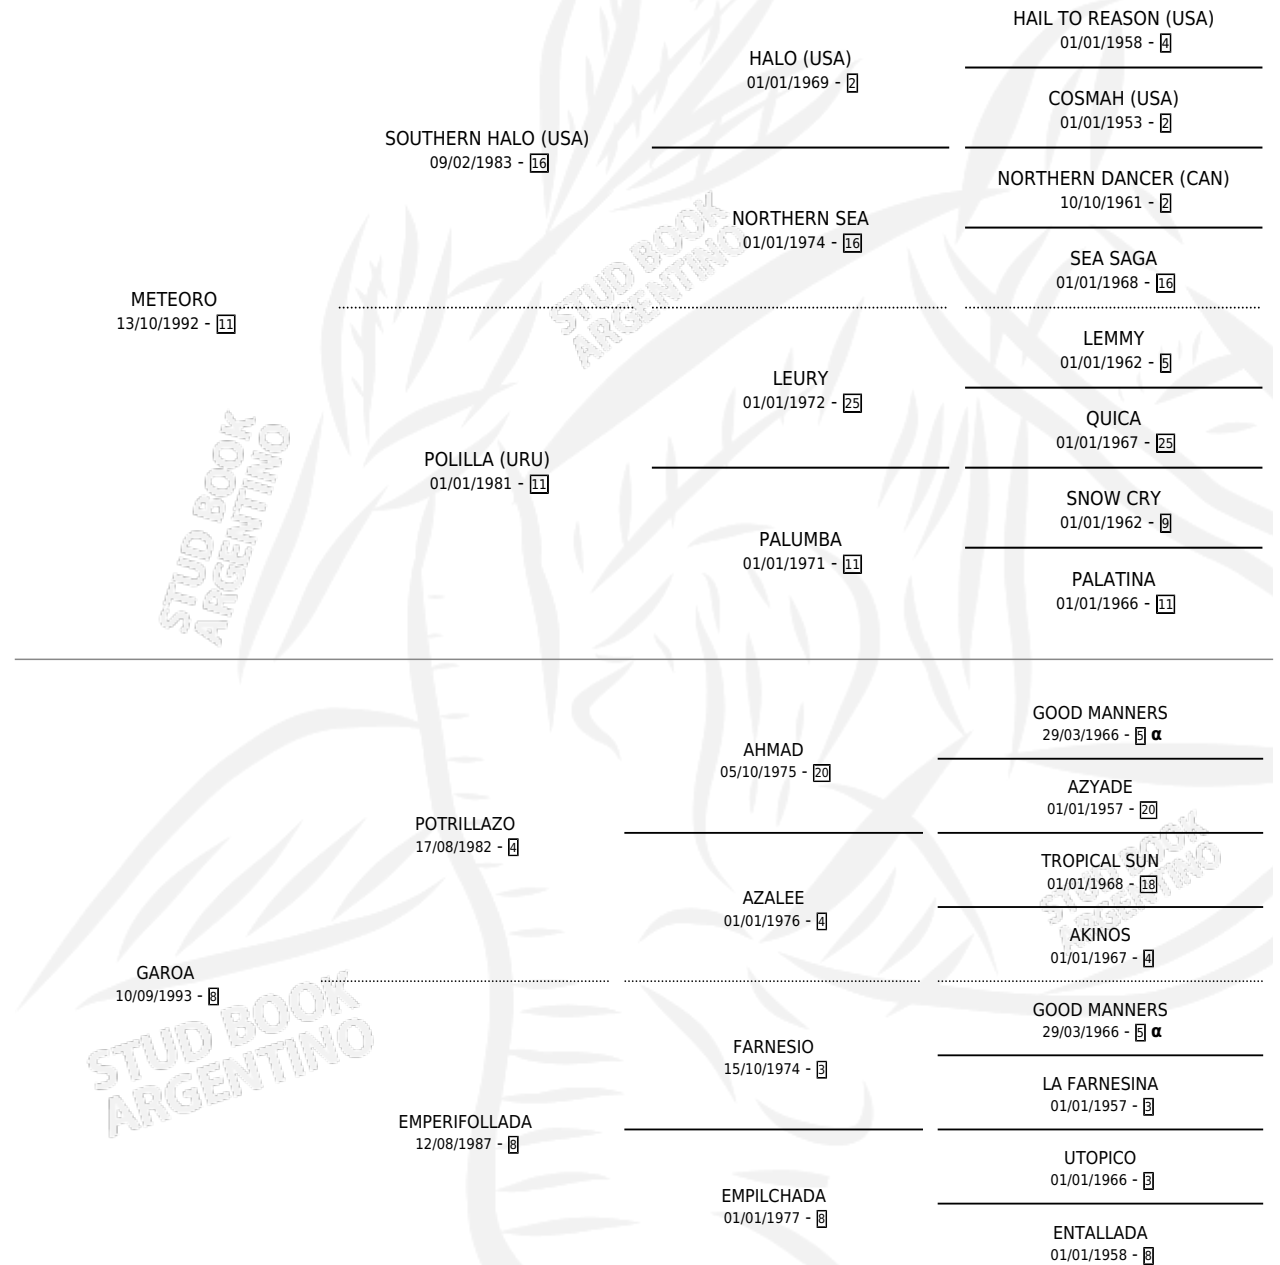 HAIL TO REASON (USA)
01/01/1958 - 4
HALO (USA)
01/01/1969 - 2
COSMAH (USA)
01/01/1953 - 2
SOUTHERN HALO (USA)
09/02/1983 - 16
NORTHERN DANCER (CAN)
10/10/1961 - 2
NORTHERN SEA
01/01/1974 - 16
SEA SAGA
01/01/1968 - 16
METEORO
13/10/1992 - 11
LEMMY
01/01/1962 - 5
LEURY
01/01/1972 - 25
QUICA
01/01/1967 - 25
POLILLA (URU)
01/01/1981 - 11
SNOW CRY
01/01/1962 - 9
PALUMBA
01/01/1971 - 11
PALATINA
01/01/1966 - 11
GOOD MANNERS
29/03/1966 - 5 α
AHMAD
05/10/1975 - 20
AZYADE
01/01/1957 - 20
POTRILLAZO
17/08/1982 - 4
TROPICAL SUN
01/01/1968 - 18
AZALEE
01/01/1976 - 4
AKINOS
01/01/1967 - 4
GAROA
10/09/1993 - 8
GOOD MANNERS
29/03/1966 - 5 α
FARNESIO
15/10/1974 - 3
LA FARNESINA
01/01/1957 - 3
EMPERIFOLLADA
12/08/1987 - 8
UTOPICO
01/01/1966 - 3
EMPILCHADA
01/01/1977 - 8
ENTALLADA
01/01/1958 - 8
STUD BOOK
ARGENTINO
STUD BOOK
ARGENTINO
STUD BOOK
ARGENTINO
STUD BOOK
ARGENTINO